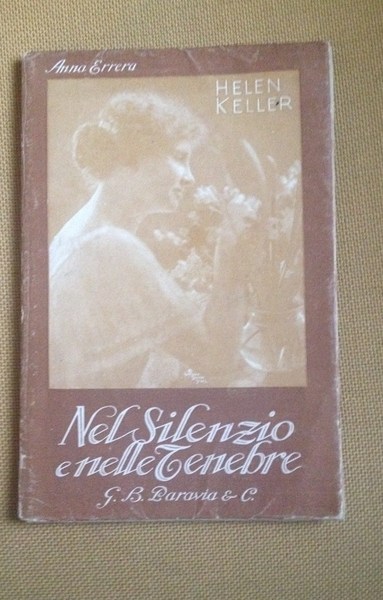 Anna Errera
HELEN
KELLER
Nel Silenzio
e nelle Tenebre
G. B. Paravia & C.